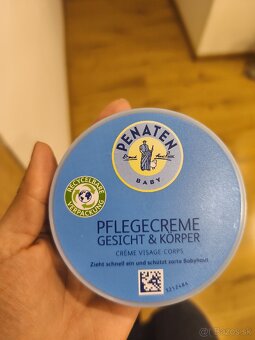 PENATEN
BABY
RECYCELBARE
VERPACKUNG
PFLEGECREME
GESICHT & KÖRPER
CRÈME VISAGE CORPS
Zieht schnell ein und schützt zarte Babyhaut